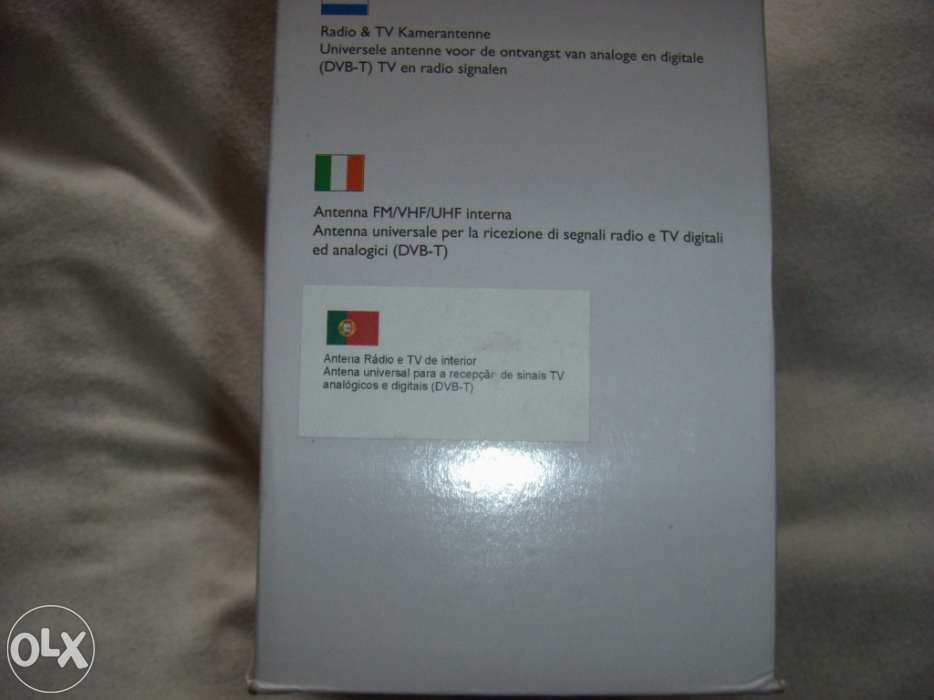 Radio & TV Kamerantenne
Universele antenne voor de ontvangst van analoge en digitale
(DVB-T) TV en radio signalen
Antenna FM/VHF/UHF interna
Antenna universale per la ricezione di segnali radio e TV digitali
ed analogici (DVB-T)
Antena Rádio e TV de interior
Antena universal para a recepção de sinais TV
analógicos e digitais (DVB-T)
OLX